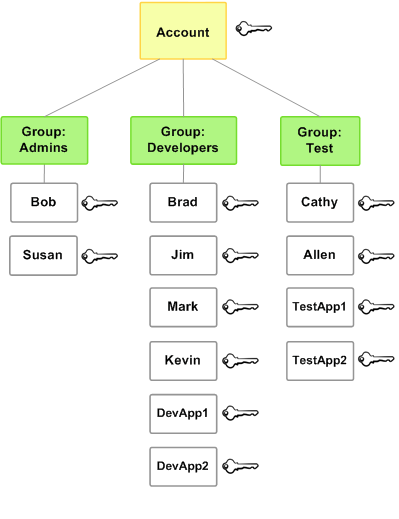 Account
Group:
Admins
Group:
Developers
Group:
Test
Bob
Brad
Cathy
Susan
Jim
Allen
Mark
TestApp1
Kevin
TestApp2
DevApp1
DevApp2